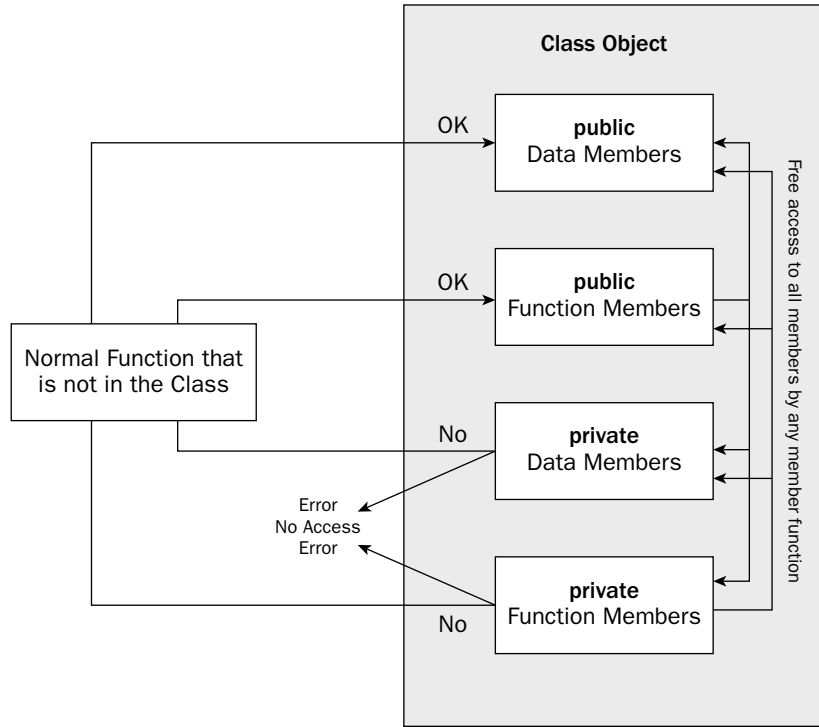 Class Object
OK
public
Data Members
OK
public
Function Members
Normal Function that
is not in the Class
No
private
Data Members
Error
No Access
Error
private
Function Members
No
Free access to all members by any member function